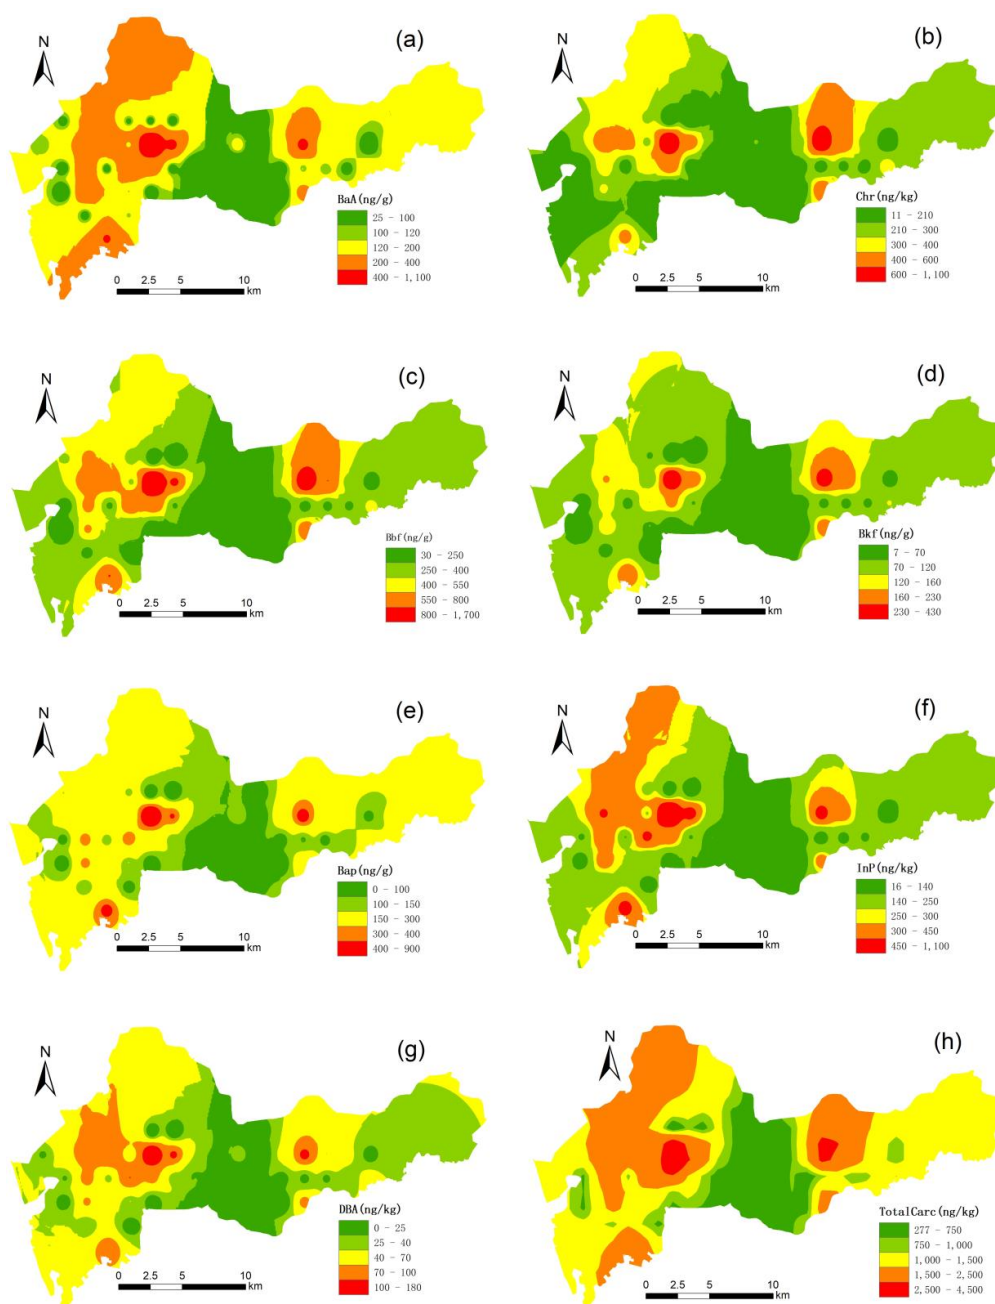 N
(a)
BaA(ng/g)
25 - 100
100 - 120
120 - 200
200 - 400
400 - 1,100
0 2.5 5 10
km
N
(b)
Chr(ng/kg)
11 - 210
210 - 300
300 - 400
400 - 600
600 - 1,100
0 2.5 5 10
km
N
(c)
Bbf(ng/g)
30 - 250
250 - 400
400 - 550
550 - 800
800 - 1,700
0 2.5 5 10
km
N
(d)
Bkf(ng/g)
7 - 70
70 - 120
120 - 160
160 - 230
230 - 430
0 2.5 5 10
km
N
(e)
Bap(ng/g)
0 - 100
100 - 150
150 - 300
300 - 400
400 - 900
0 2.5 5 10
km
N
(f)
InP(ng/kg)
16 - 140
140 - 250
250 - 300
300 - 450
450 - 1,100
0 2.5 5 10
km
N
(g)
DBA(ng/kg)
0 - 25
25 - 40
40 - 70
70 - 100
100 - 180
0 2.5 5 10
km
N
(h)
TotalCarc(ng/kg)
277 - 750
750 - 1,000
1,000 - 1,500
1,500 - 2,500
2,500 - 4,500
0 2.5 5 10
km